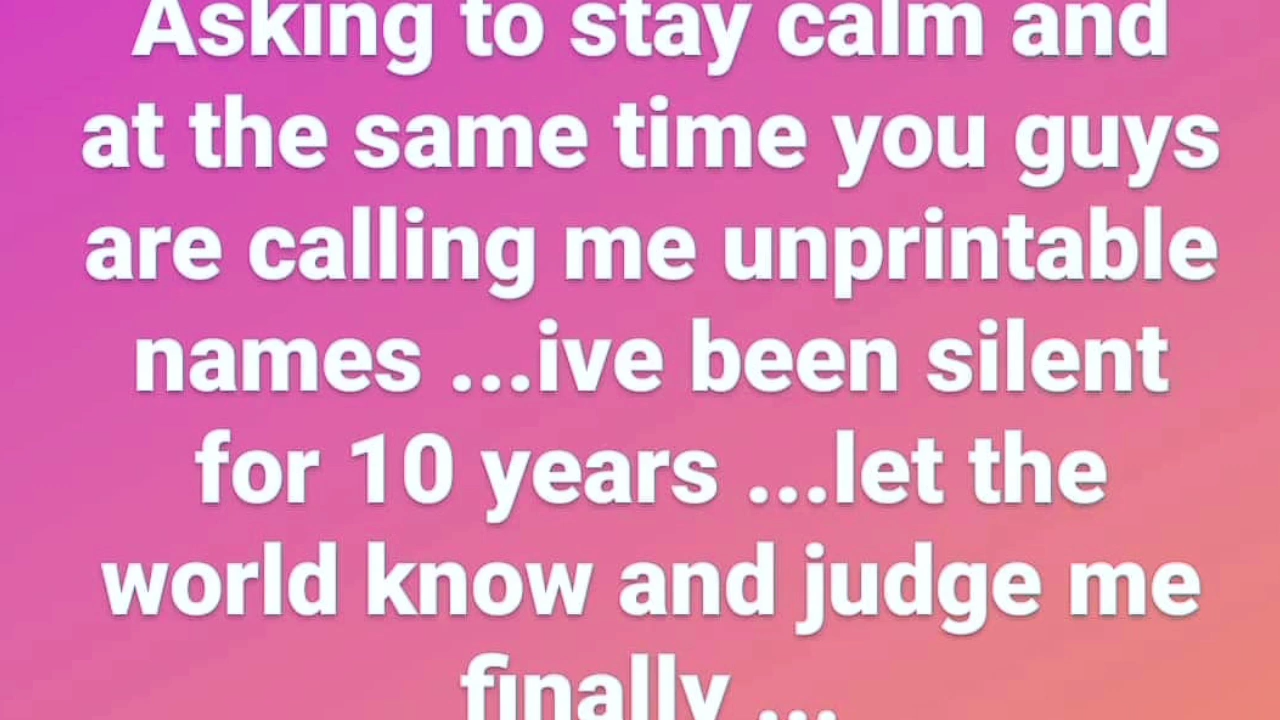 Asking to stay calm and
at the same time you guys
are calling me unprintable
names ...ive been silent
for 10 years ...let the
world know and judge me
finally ...